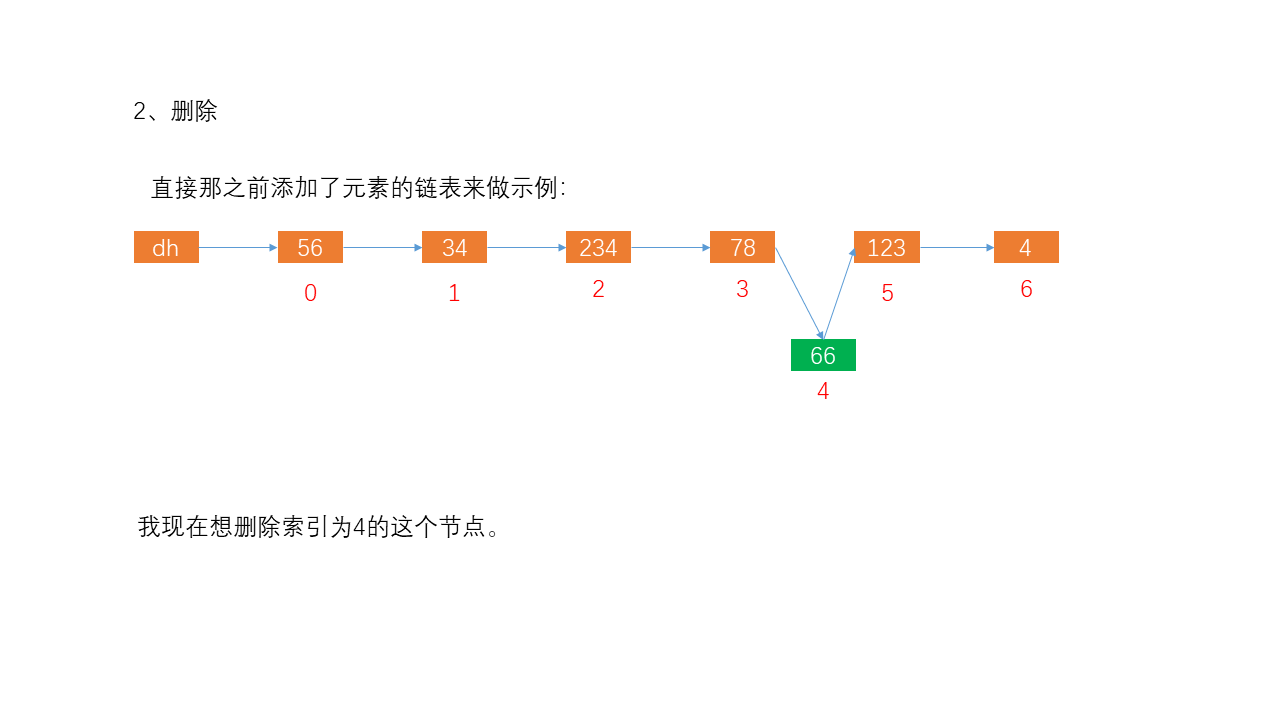 2、删除
直接那之前添加了元素的链表来做示例：
dh 56 34 234 78 123 4
0 1 2 3 5 6
66
4
我现在想删除索引为4的这个节点。